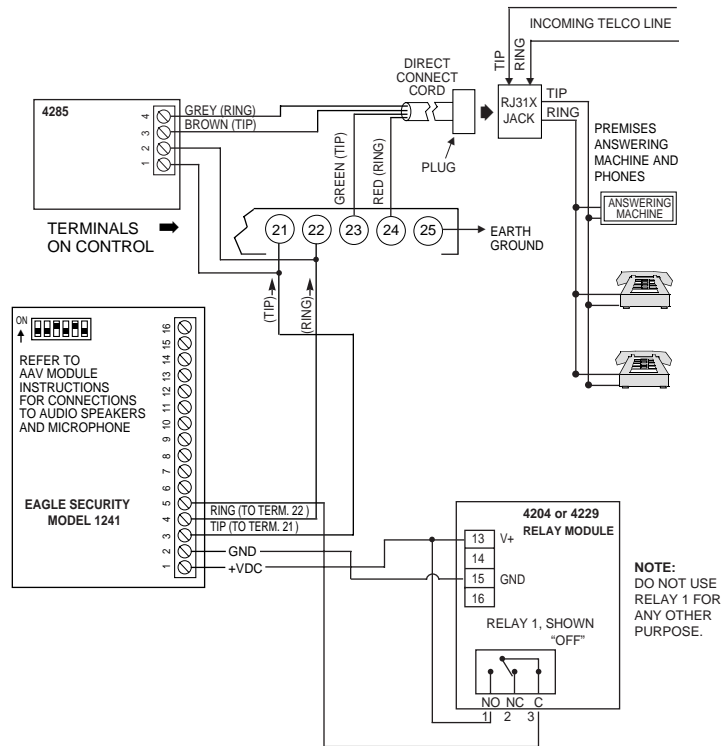 INCOMING TELCO LINE
TIP
RING
DIRECT
CONNECT
CORD
4285
4
3
2
1
GREY (RING)
BROWN (TIP)
RJ31X
JACK
TIP
RING
PLUG
GREEN (TIP)
RED (RING)
PREMISES
ANSWERING
MACHINE AND
PHONES
ANSWERING
MACHINE
TERMINALS
ON CONTROL
21
22
23
24
25
EARTH
GROUND
(TIP)
(RING)
ON
REFER TO
AAV MODULE
INSTRUCTIONS
FOR CONNECTIONS
TO AUDIO SPEAKERS
AND MICROPHONE
EAGLE SECURITY
MODEL 1241
16
15
14
13
12
11
10
9
8
7
6
5
4
3
2
1
RING (TO TERM. 22 )
TIP (TO TERM. 21)
GND
+VDC
4204 or 4229
RELAY MODULE
13 V+
14
15 GND
16
RELAY 1, SHOWN
“OFF”
NO NC C
1 2 3
NOTE:
DO NOT USE
RELAY 1 FOR
ANY OTHER
PURPOSE.